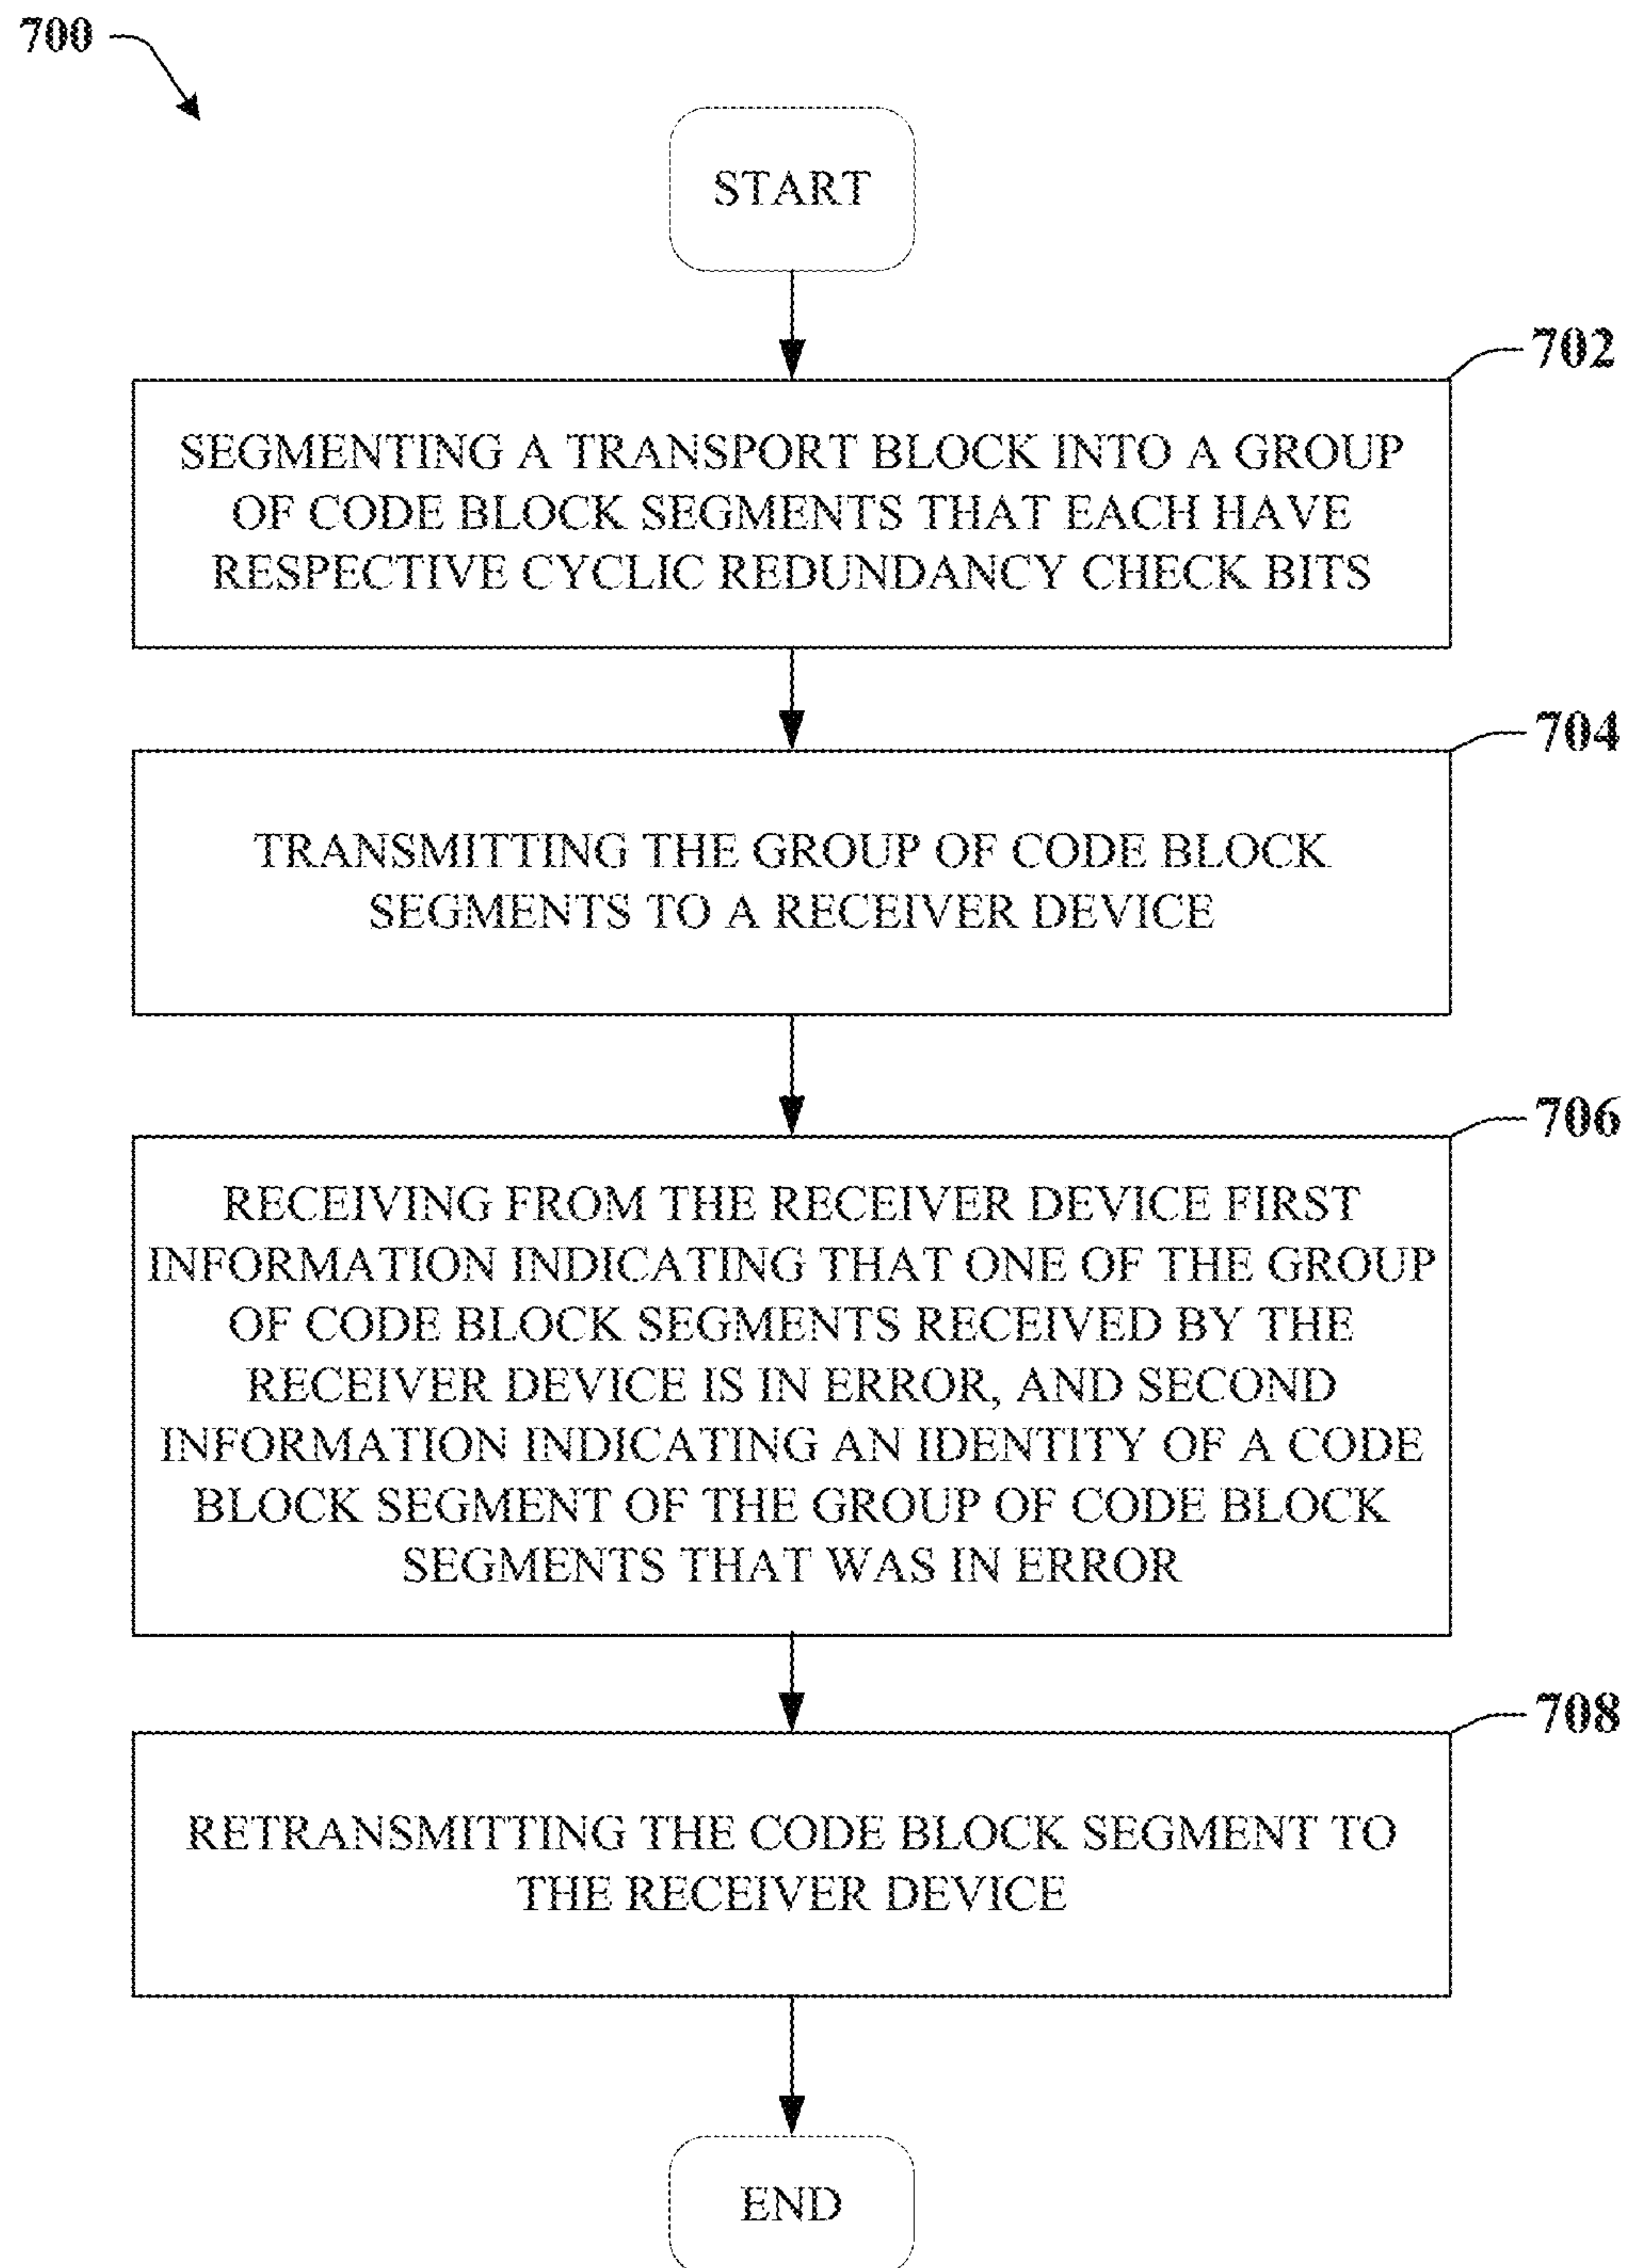 700
START
702
SEGMENTING A TRANSPORT BLOCK INTO A GROUP
OF CODE BLOCK SEGMENTS THAT EACH HAVE
RESPECTIVE CYCLIC REDUNDANCY CHECK BITS
704
TRANSMITTING THE GROUP OF CODE BLOCK
SEGMENTS TO A RECEIVER DEVICE
706
RECEIVING FROM THE RECEIVER DEVICE FIRST
INFORMATION INDICATING THAT ONE OF THE GROUP
OF CODE BLOCK SEGMENTS RECEIVED BY THE
RECEIVER DEVICE IS IN ERROR, AND SECOND
INFORMATION INDICATING AN IDENTITY OF A CODE
BLOCK SEGMENT OF THE GROUP OF CODE BLOCK
SEGMENTS THAT WAS IN ERROR
708
RETRANSMITTING THE CODE BLOCK SEGMENT TO
THE RECEIVER DEVICE
END